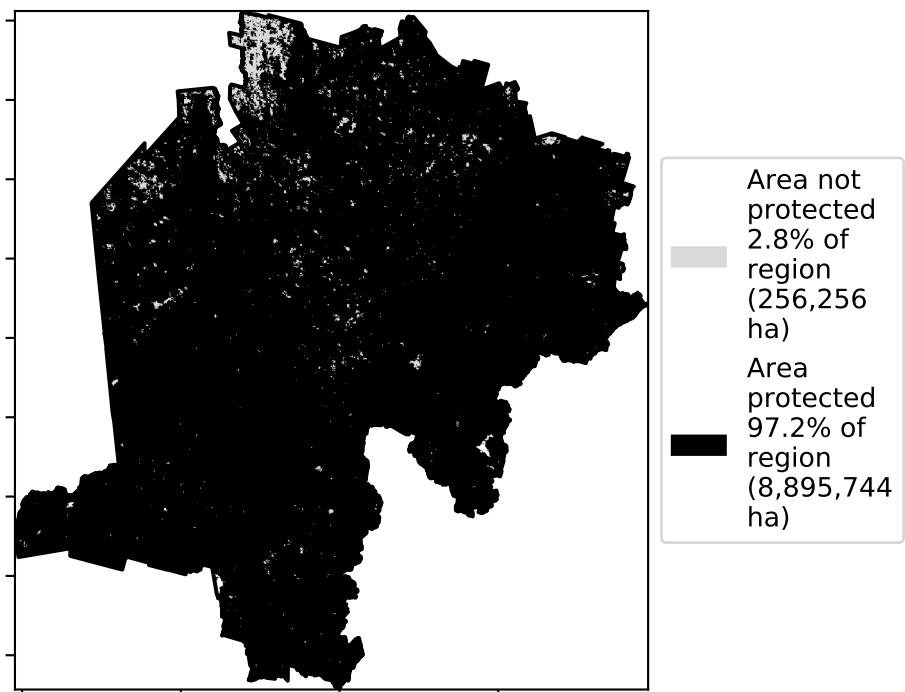 Area not
protected
2.8% of
region
(256,256
ha)
Area
protected
97.2% of
region
(8,895,744
ha)